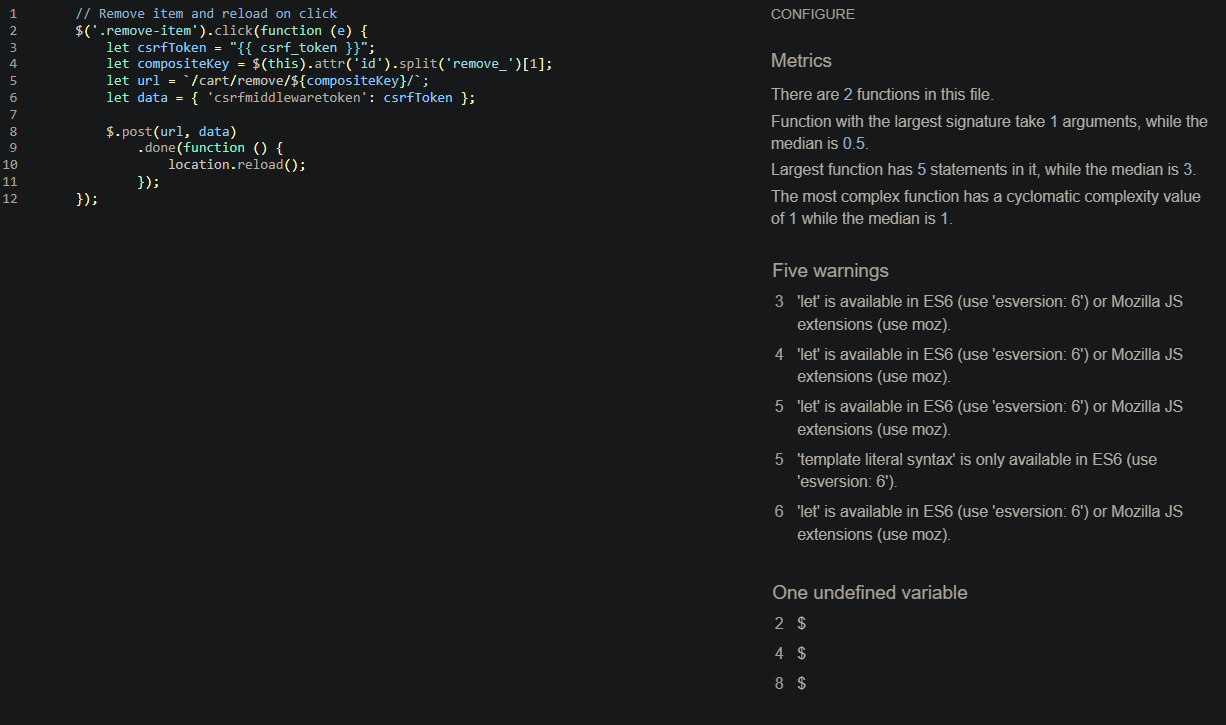 1 // Remove item and reload on click
2 $('.remove-item').click(function (e) {
3 let csrfToken = "{{ csrf_token }}";
4 let compositeKey = $(this).attr('id').split('remove_')[1];
5 let url = `/cart/remove/${compositeKey}/`;
6 let data = { 'csrfmiddlewaretoken': csrfToken };
7
8 $.post(url, data)
9 .done(function () {
10 location.reload();
11 });
12 });
CONFIGURE
Metrics
There are 2 functions in this file.
Function with the largest signature take 1 arguments, while the
median is 0.5.
Largest function has 5 statements in it, while the median is 3.
The most complex function has a cyclomatic complexity value
of 1 while the median is 1.
Five warnings
3 'let' is available in ES6 (use 'esversion: 6') or Mozilla JS
extensions (use moz).
4 'let' is available in ES6 (use 'esversion: 6') or Mozilla JS
extensions (use moz).
5 'let' is available in ES6 (use 'esversion: 6') or Mozilla JS
extensions (use moz).
5 'template literal syntax' is only available in ES6 (use
'esversion: 6').
6 'let' is available in ES6 (use 'esversion: 6') or Mozilla JS
extensions (use moz).
One undefined variable
2 $
4 $
8 $